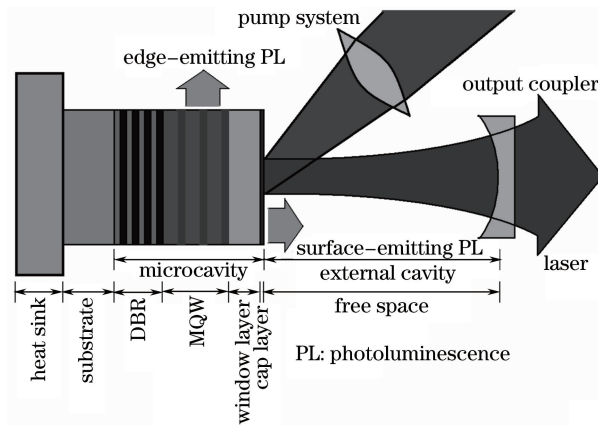 pump system
edge-emitting PL
output coupler
surface-emitting PL
laser
microcavity
external cavity
free space
heat sink
substrate
DBR
MQW
window layer
cap layer
PL: photoluminescence